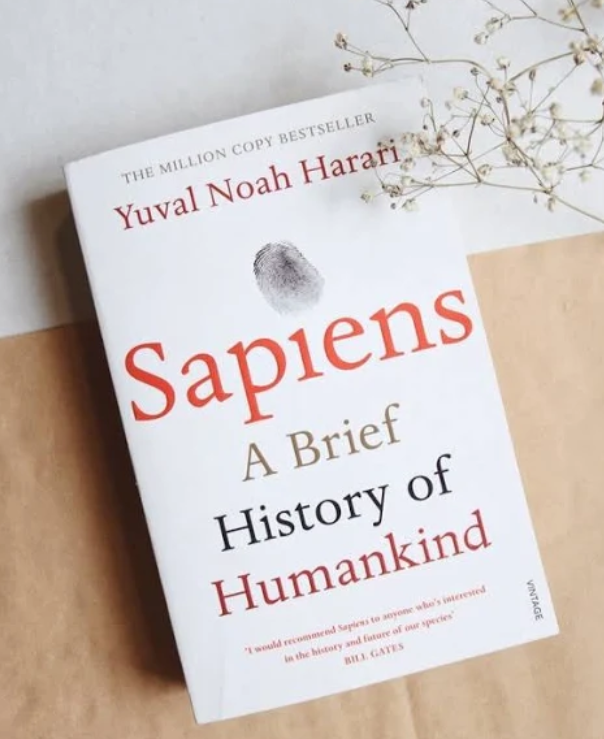 THE MILLION COPY BESTSELLER
Yuval Noah Harari
Sapiens
A Brief
History of
Humankind
'I would recommend Sapiens to anyone who's interested
in the history and future of our species'
BILL GATES
VINTAGE